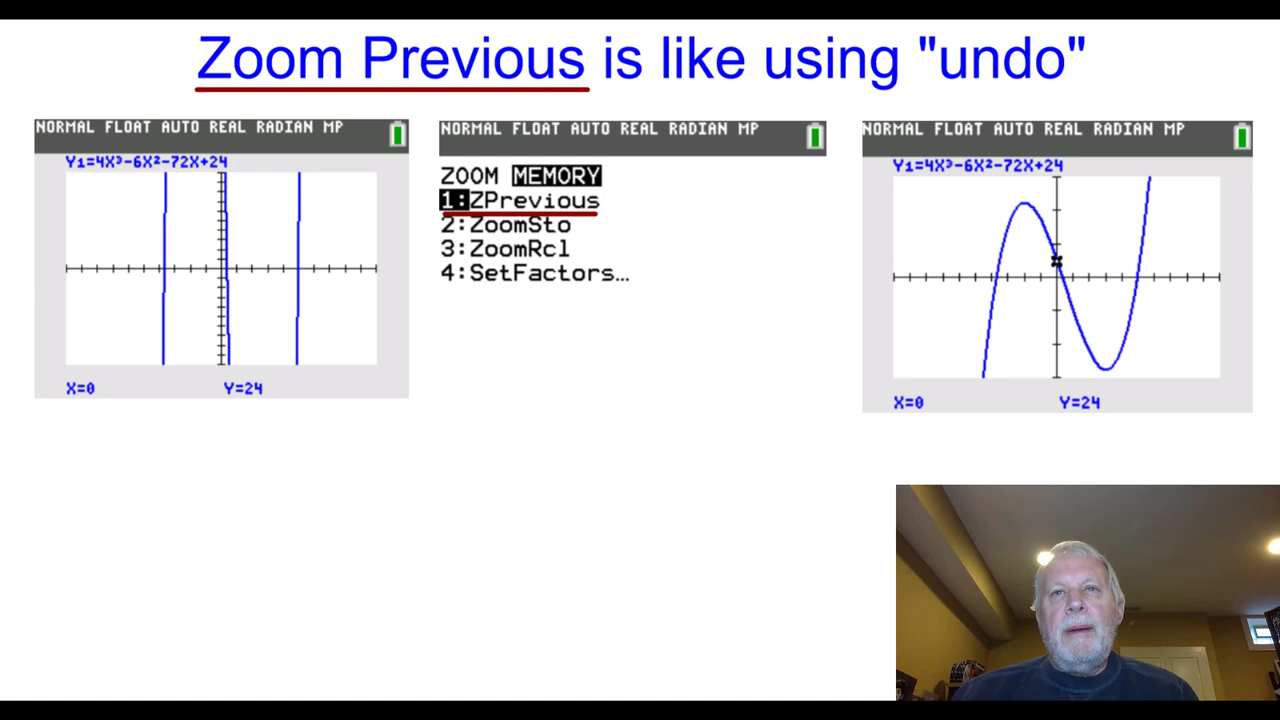 Zoom Previous is like using "undo"
NORMAL FLOAT AUTO REAL RADIAN MP
Y1=4X³-6X²-72X+24
X=0 Y=24
NORMAL FLOAT AUTO REAL RADIAN MP
ZOOM MEMORY
1:ZPrevious
2:ZoomSto
3:ZoomRcl
4:SetFactors…
NORMAL FLOAT AUTO REAL RADIAN MP
Y1=4X³-6X²-72X+24
X=0 Y=24